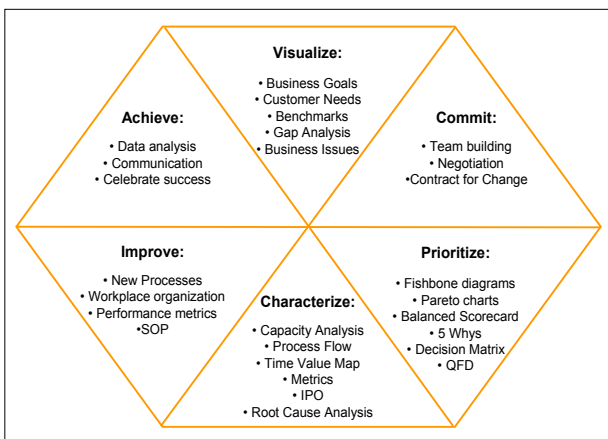 Visualize:
• Business Goals
• Customer Needs
• Benchmarks
• Gap Analysis
• Business Issues
Commit:
• Team building
• Negotiation
•Contract for Change
Prioritize:
• Fishbone diagrams
• Pareto charts
• Balanced Scorecard
• 5 Whys
• Decision Matrix
• QFD
Characterize:
• Capacity Analysis
• Process Flow
• Time Value Map
• Metrics
• IPO
• Root Cause Analysis
Improve:
• New Processes
• Workplace organization
• Performance metrics
•SOP
Achieve:
• Data analysis
• Communication
• Celebrate success